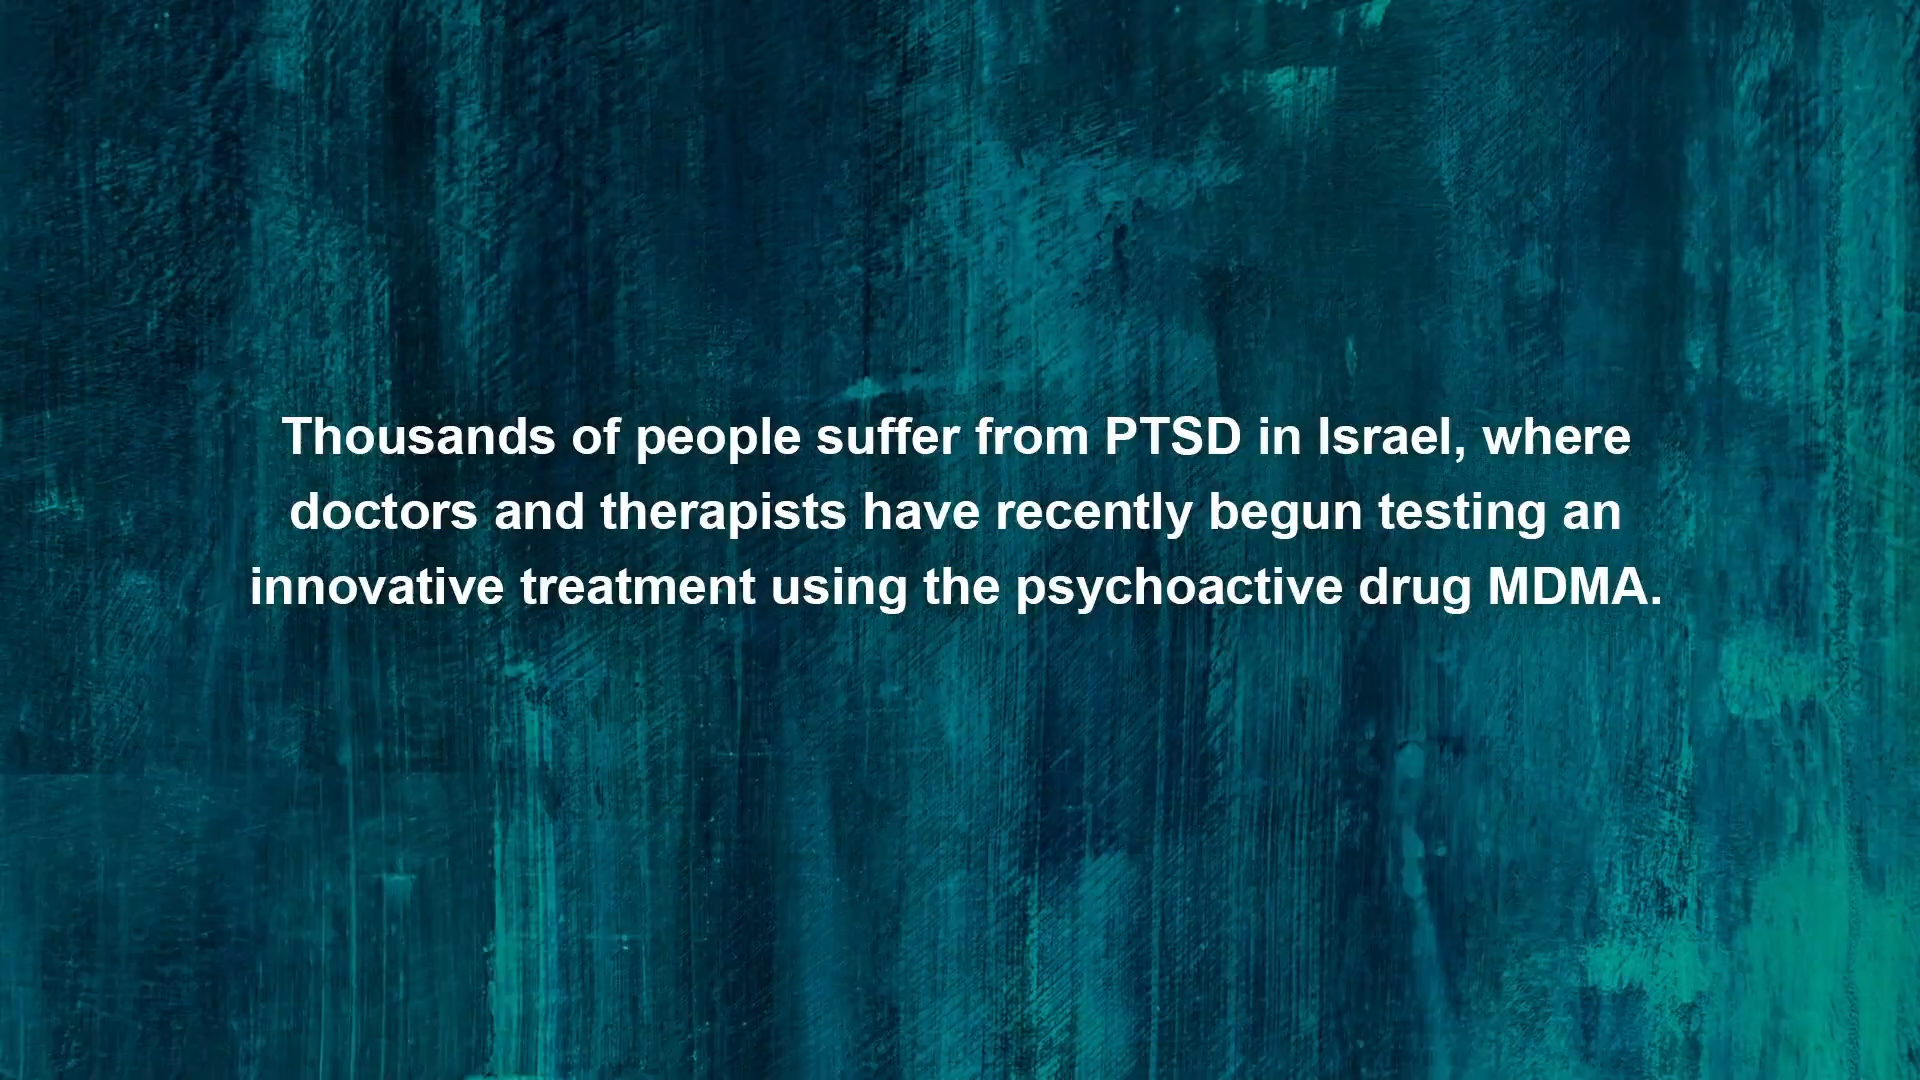 Thousands of people suffer from PTSD in Israel, where
doctors and therapists have recently begun testing an
innovative treatment using the psychoactive drug MDMA.